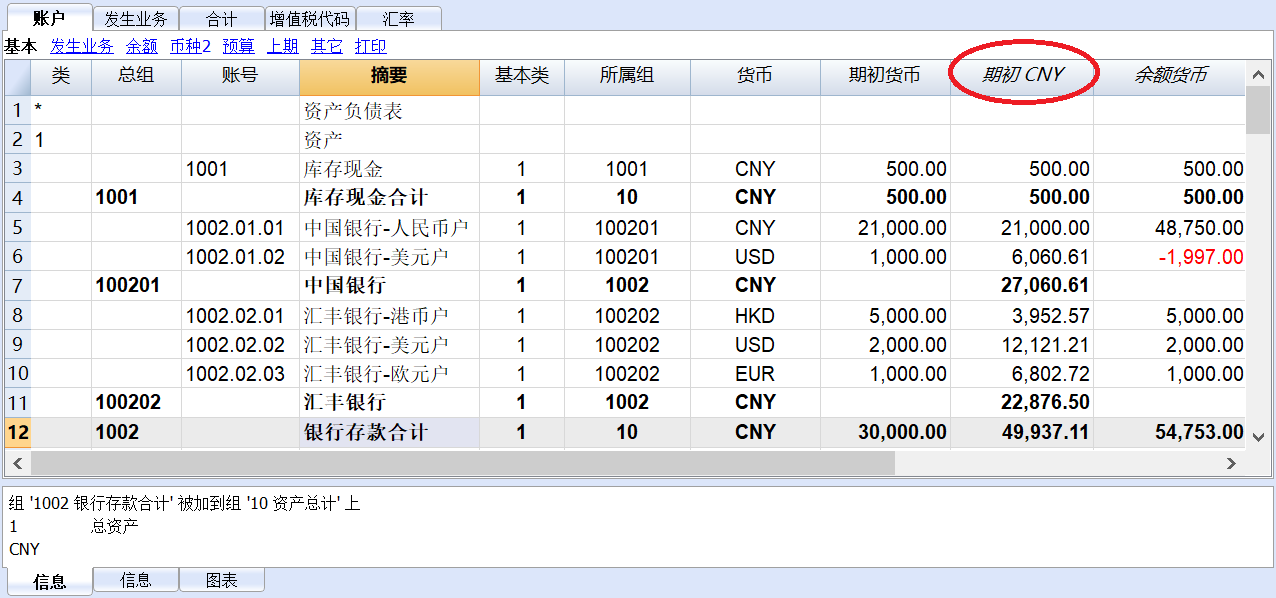 账户 发生业务 合计 增值税代码 汇率
基本 发生业务 余额 币种2 预算 上期 其它 打印
类 总组 账号 摘要 基本类 所属组 货币 期初货币 期初 CNY 余额货币
1 * 资产负债表
2 1 资产
3 1001 库存现金 1 1001 CNY 500.00 500.00 500.00
4 1001 库存现金合计 1 10 CNY 500.00 500.00 500.00
5 1002.01.01 中国银行-人民币户 1 100201 CNY 21,000.00 21,000.00 48,750.00
6 1002.01.02 中国银行-美元户 1 100201 USD 1,000.00 6,060.61 -1,997.00
7 100201 中国银行 1 1002 CNY 27,060.61
8 1002.02.01 汇丰银行-港币户 1 100202 HKD 5,000.00 3,952.57 5,000.00
9 1002.02.02 汇丰银行-美元户 1 100202 USD 2,000.00 12,121.21 2,000.00
10 1002.02.03 汇丰银行-欧元户 1 100202 EUR 1,000.00 6,802.72 1,000.00
11 100202 汇丰银行 1 1002 CNY 22,876.50
12 1002 银行存款合计 1 10 CNY 30,000.00 49,937.11 54,753.00
组 '1002 银行存款合计' 被加到组 '10 资产总计' 上
1 总资产
CNY
信息 信息 图表